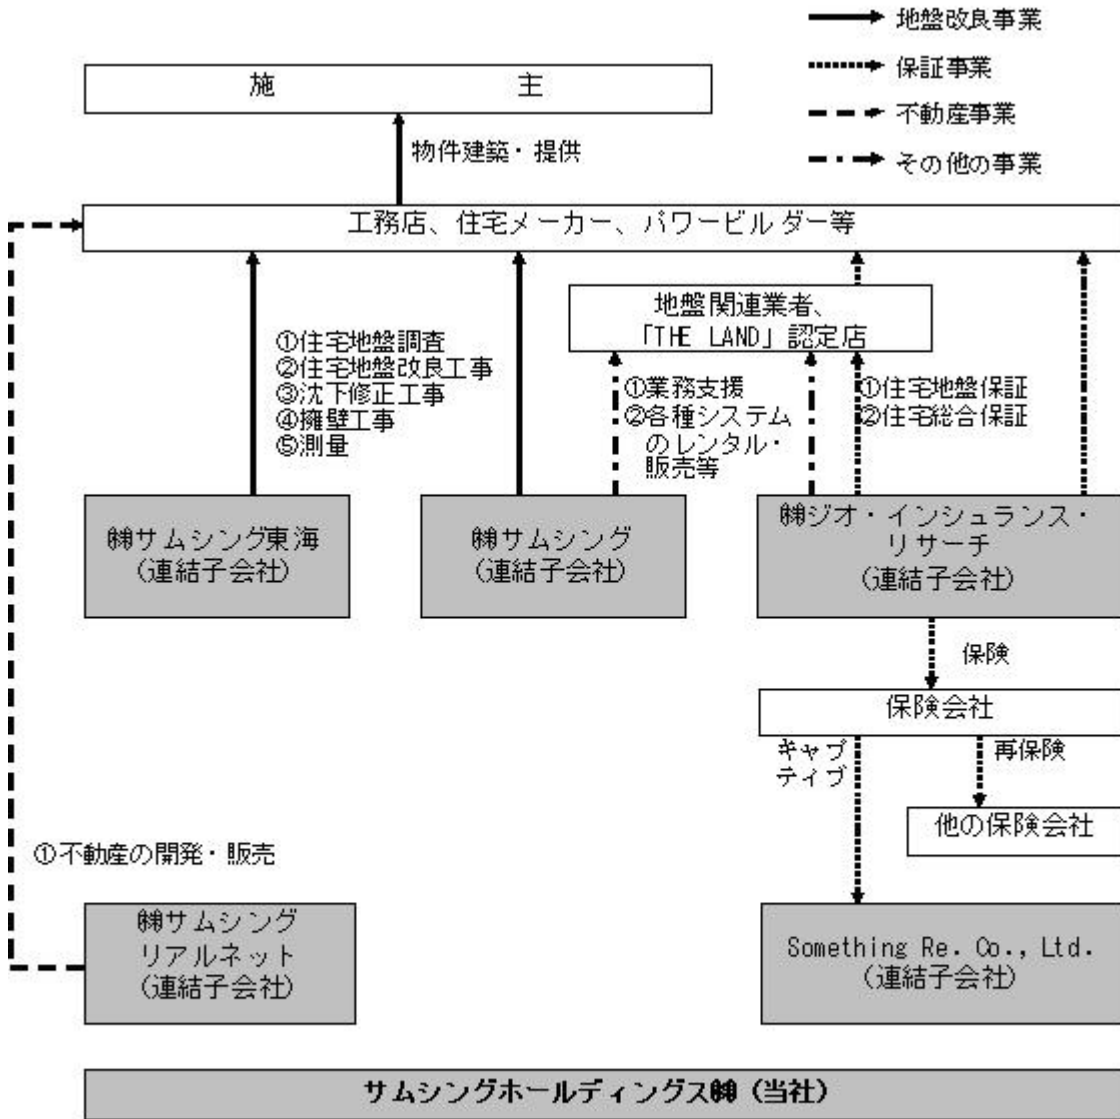 地盤改良事業
保証事業
不動産事業
その他の事業
施　主
物件建築・提供
工務店、住宅メーカー、パワービルダー等
地盤関連業者、
「THE LAND」認定店
①住宅地盤調査
②住宅地盤改良工事
③沈下修正工事
④擁壁工事
⑤測量
①業務支援
②各種システム
のレンタル・
販売等
①住宅地盤保証
②住宅総合保証
㈱サムシング東海
(連結子会社)
㈱サムシング
(連結子会社)
㈱ジオ・インシュランス・
リサーチ
(連結子会社)
保険
保険会社
キャプ
ティブ
再保険
他の保険会社
①不動産の開発・販売
㈱サムシング
リアルネット
(連結子会社)
Something Re. Co., Ltd.
(連結子会社)
サムシングホールディングス㈱（当社）